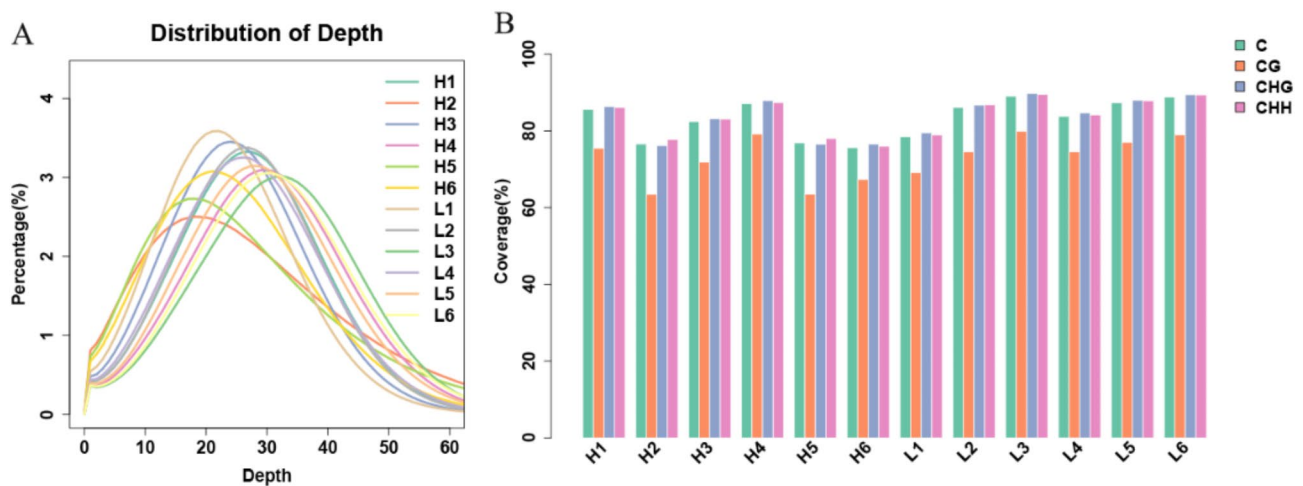 A
Distribution of Depth
Percentage(%)
4
3
2
1
0
0 10 20 30 40 50 60
Depth
H1
H2
H3
H4
H5
H6
L1
L2
L3
L4
L5
L6
B
Coverage(%)
100
80
60
40
20
0
H1 H2 H3 H4 H5 H6 L1 L2 L3 L4 L5 L6
C
CG
CHG
CHH